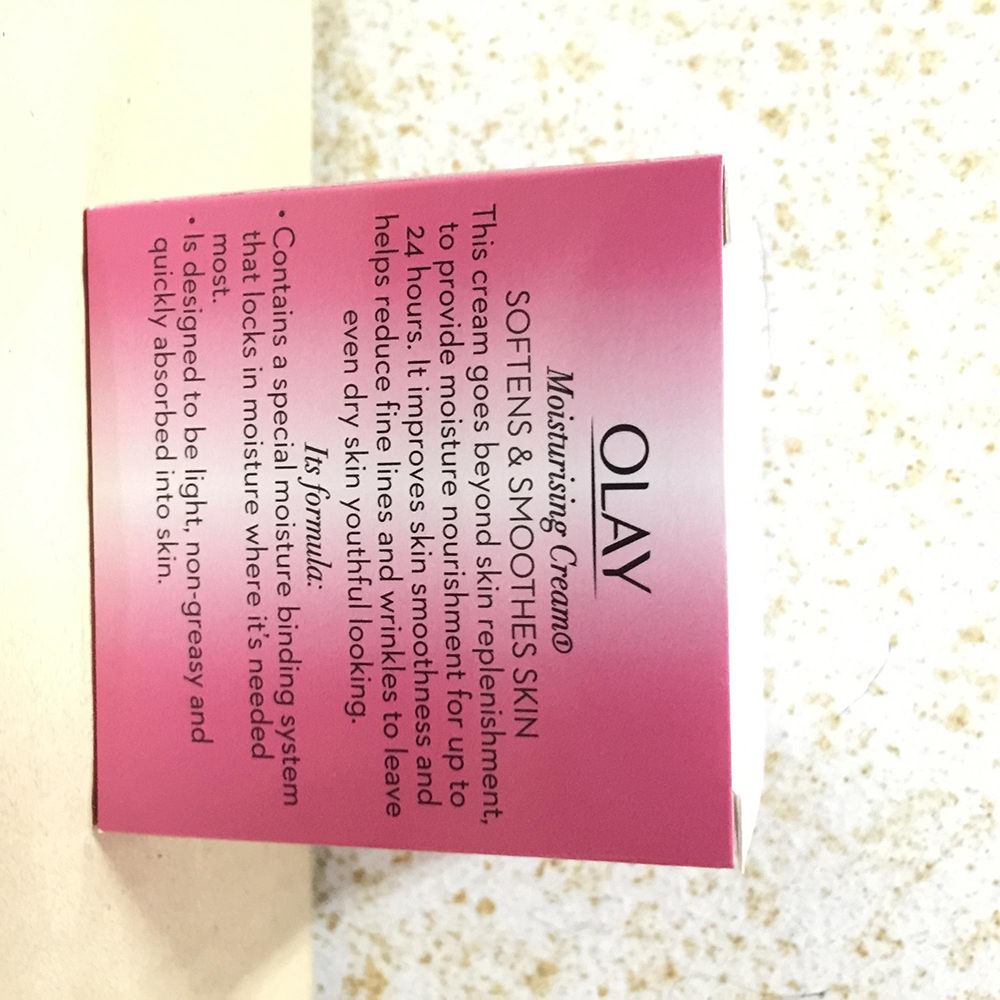 OLAY
Moisturising Cream①
SOFTENS & SMOOTHES SKIN
This cream goes beyond skin replenishment,
to provide moisture nourishment for up to
24 hours. It improves skin smoothness and
helps reduce fine lines and wrinkles to leave
even dry skin youthful looking.
Its formula:
• Contains a special moisture binding system
that locks in moisture where it's needed
most.
• Is designed to be light, non-greasy and
quickly absorbed into skin.